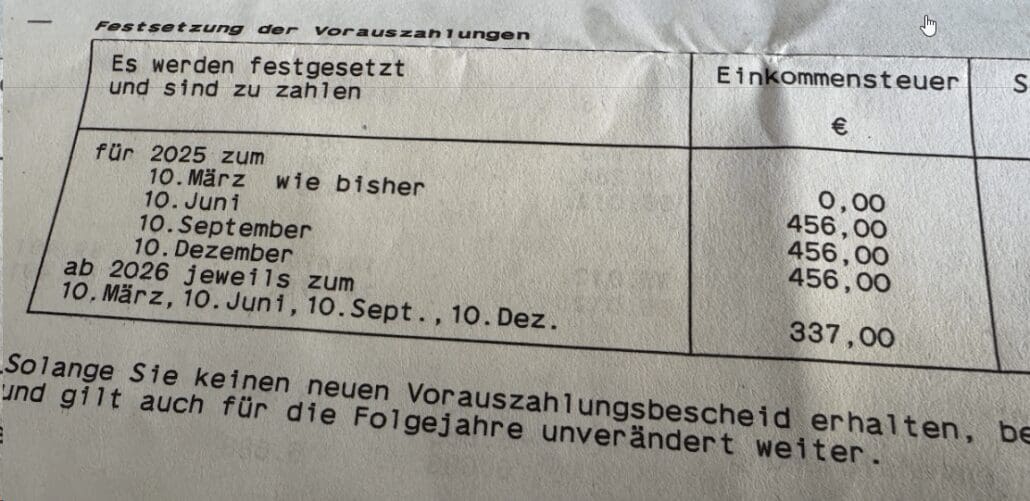 Festsetzung der Vorauszahlungen
Es werden festgesetzt
und sind zu zahlen
Einkommensteuer
€
S
für 2025 zum
10.März wie bisher 0,00
10.Juni 456,00
10.September 456,00
10.Dezember 456,00
ab 2026 jeweils zum
10.März,10.Juni,10.Sept.,10.Dez. 337,00
Solange Sie keinen neuen Vorauszahlungsbescheid erhalten, be
und gilt auch für die Folgejahre unverändert weiter.